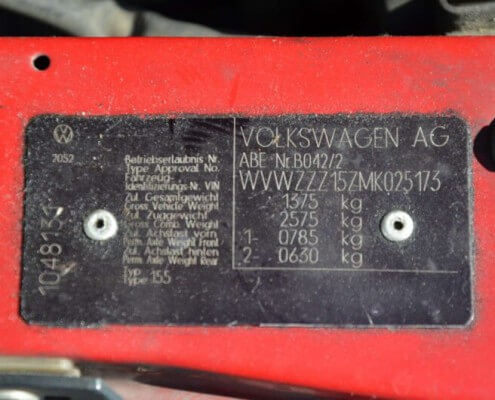 7052
1048131
Betriebserlaubnis Nr.
Type Approval No.
Fahrzeug-
Identifizierungs-Nr. VIN
Zul. Gesamtgewicht
Gross Vehicle Weight
Zul. Zuggewicht
Gross Comb. Weight
Zul. Achslast vorn
Perm. Axle Weight Front
Zul. Achslast hinten
Perm. Axle Weight Rear
Typ
Type 155
VOLKSWAGEN AG
ABE Nr.B042/2
WVWZZZ15ZMK025173
1375 kg
2575 kg
1- 0785 kg
2- 0630 kg